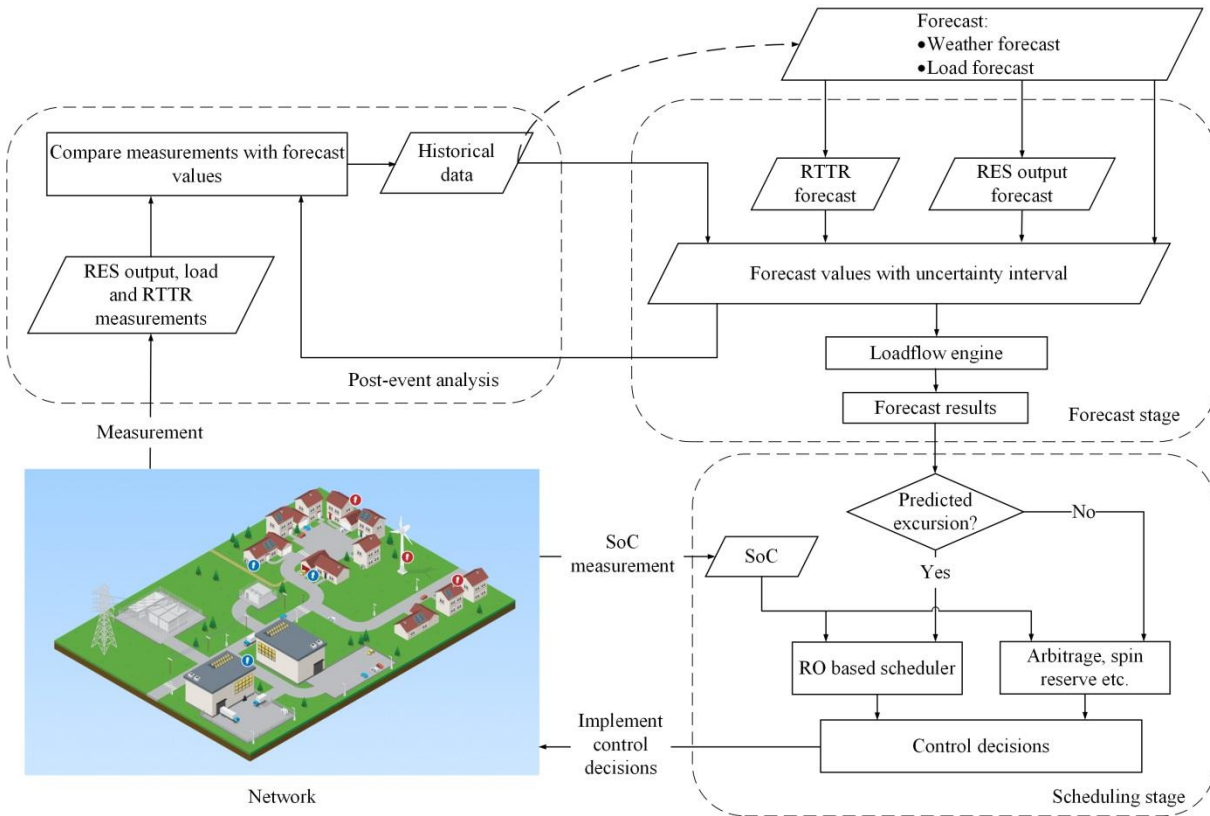 Forecast:
•Weather forecast
•Load forecast
Compare measurements with forecast
values
Historical
data
RTTR
forecast
RES output
forecast
RES output, load
and RTTR
measurements
Forecast values with uncertainty interval
Loadflow engine
Post-event analysis
Forecast results
Forecast stage
Measurement
Predicted
excursion?
No
SoC
measurement
SoC
Yes
RO based scheduler
Arbitrage, spin
reserve etc.
Implement
control
decisions
Control decisions
Network
Scheduling stage